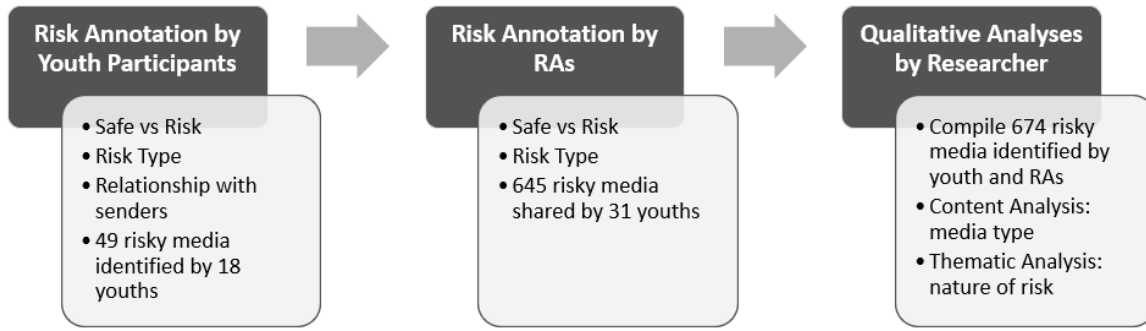 Risk Annotation by
Youth Participants
• Safe vs Risk
• Risk Type
• Relationship with
senders
• 49 risky media
identified by 18
youths
Risk Annotation by
RAs
• Safe vs Risk
• Risk Type
• 645 risky media
shared by 31 youths
Qualitative Analyses
by Researcher
• Compile 674 risky
media identified by
youth and RAs
• Content Analysis:
media type
• Thematic Analysis:
nature of risk